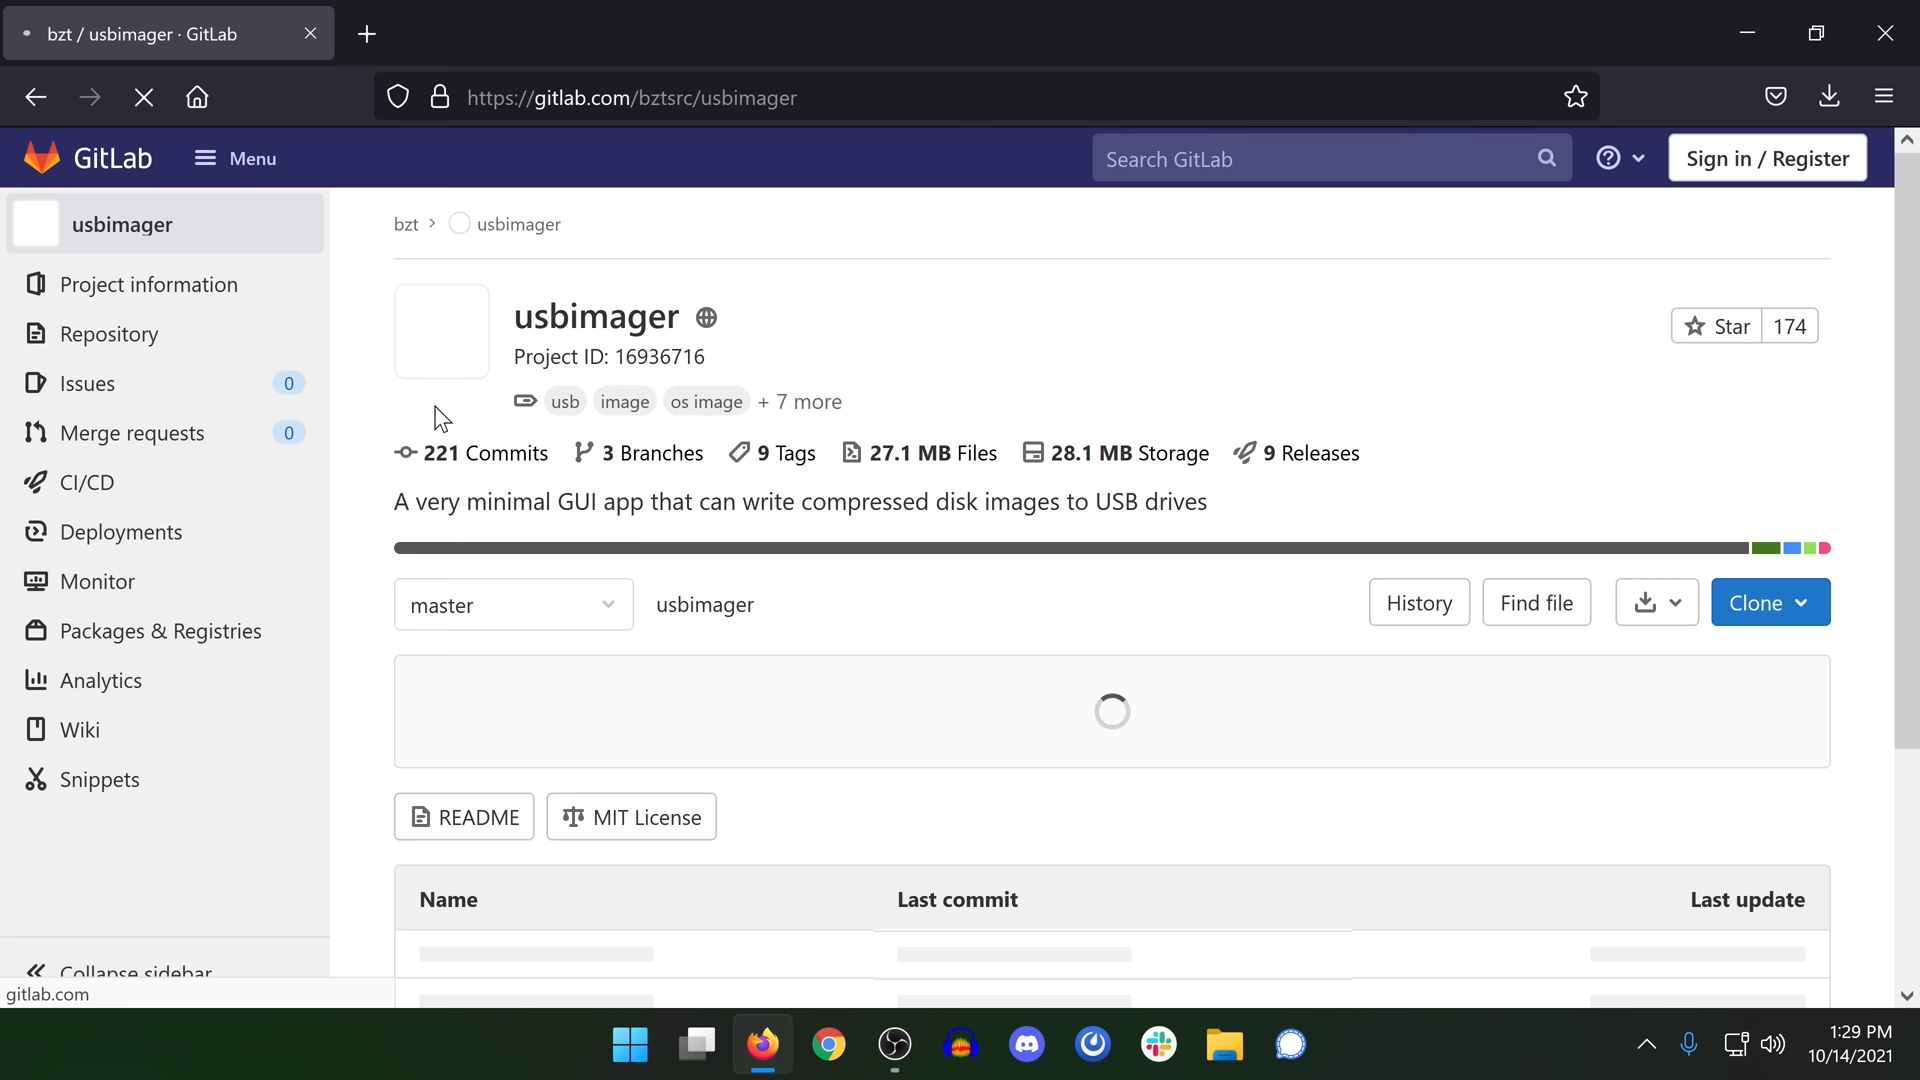 bzt / usbimager · GitLab
https://gitlab.com/bztsrc/usbimager
GitLab Menu Search GitLab Sign in / Register
usbimager
Project information
Repository
Issues 0
Merge requests 0
CI/CD
Deployments
Monitor
Packages & Registries
Analytics
Wiki
Snippets
Collapse sidebar
gitlab.com
bzt > usbimager
usbimager
Project ID: 16936716
Star 174
usb image os image + 7 more
221 Commits 3 Branches 9 Tags 27.1 MB Files 28.1 MB Storage 9 Releases
A very minimal GUI app that can write compressed disk images to USB drives
master usbimager History Find file Clone
README MIT License
Name Last commit Last update
1:29 PM
10/14/2021